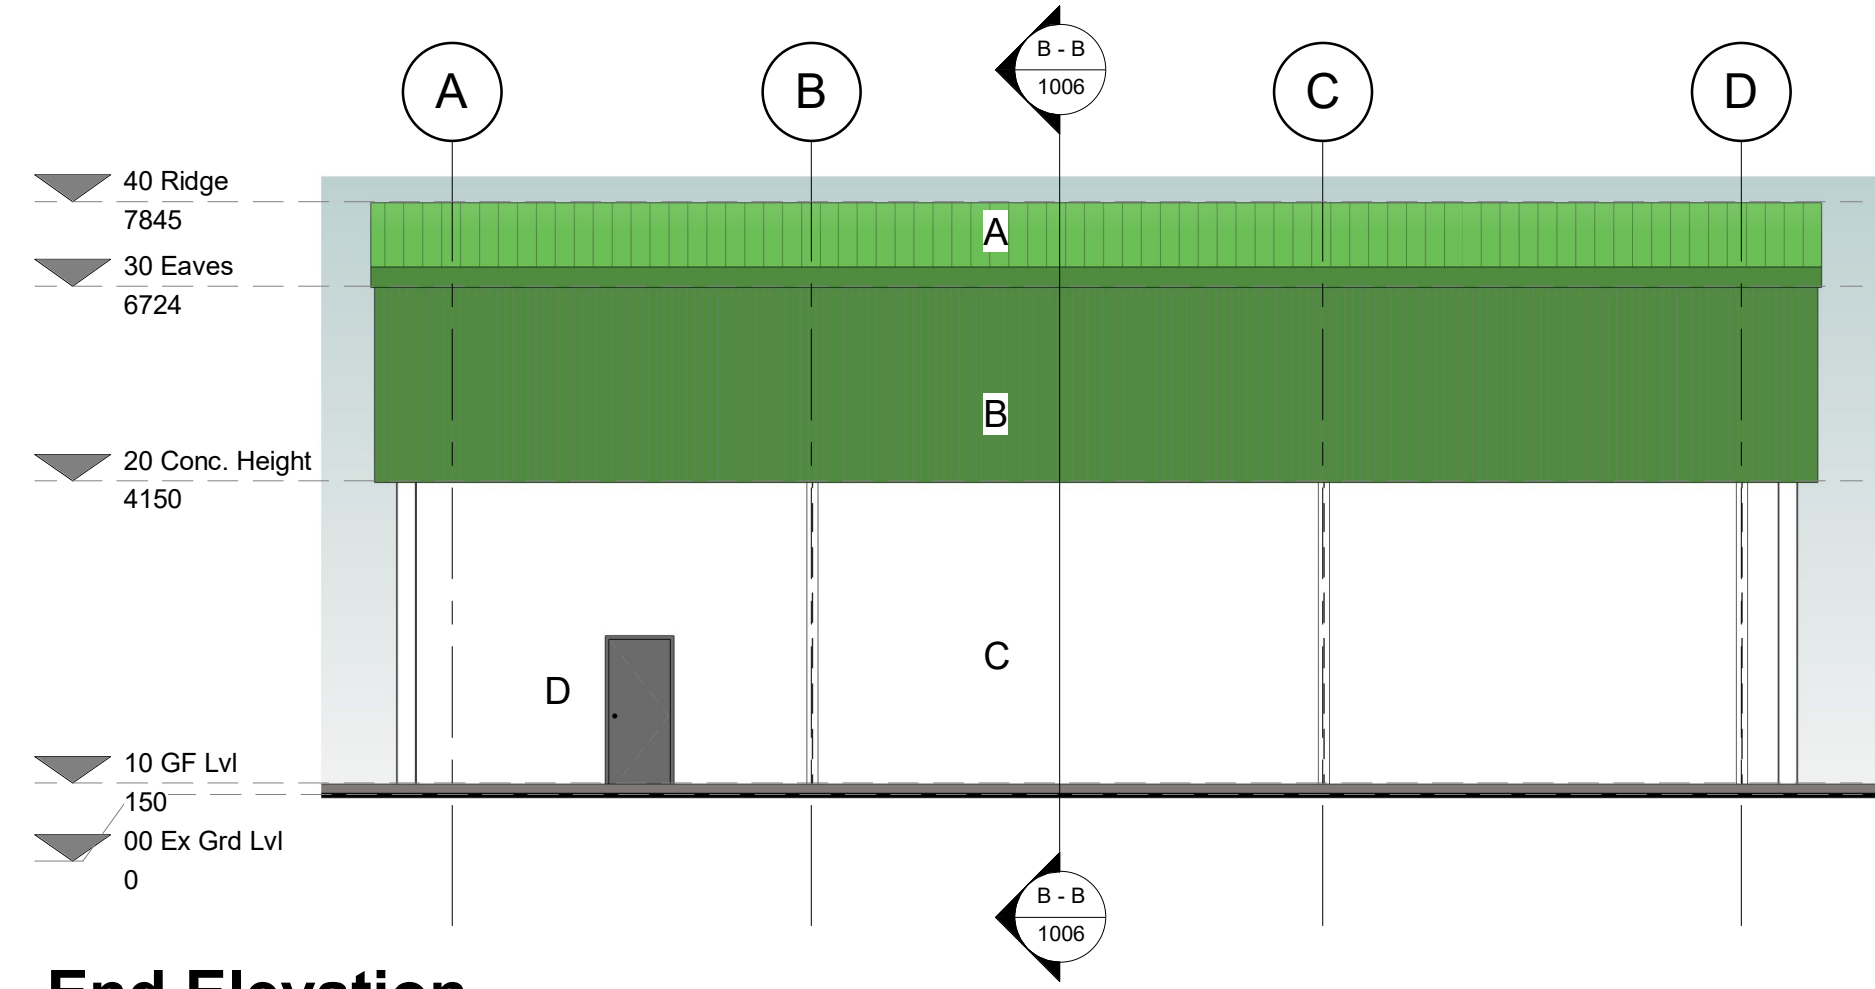 B - B
1006
A
B
C
D
40 Ridge
7845
30 Eaves
6724
20 Conc. Height
4150
10 GF Lvl
150
00 Ex Grd Lvl
0
A
B
C
D
B - B
1006
End Elevation